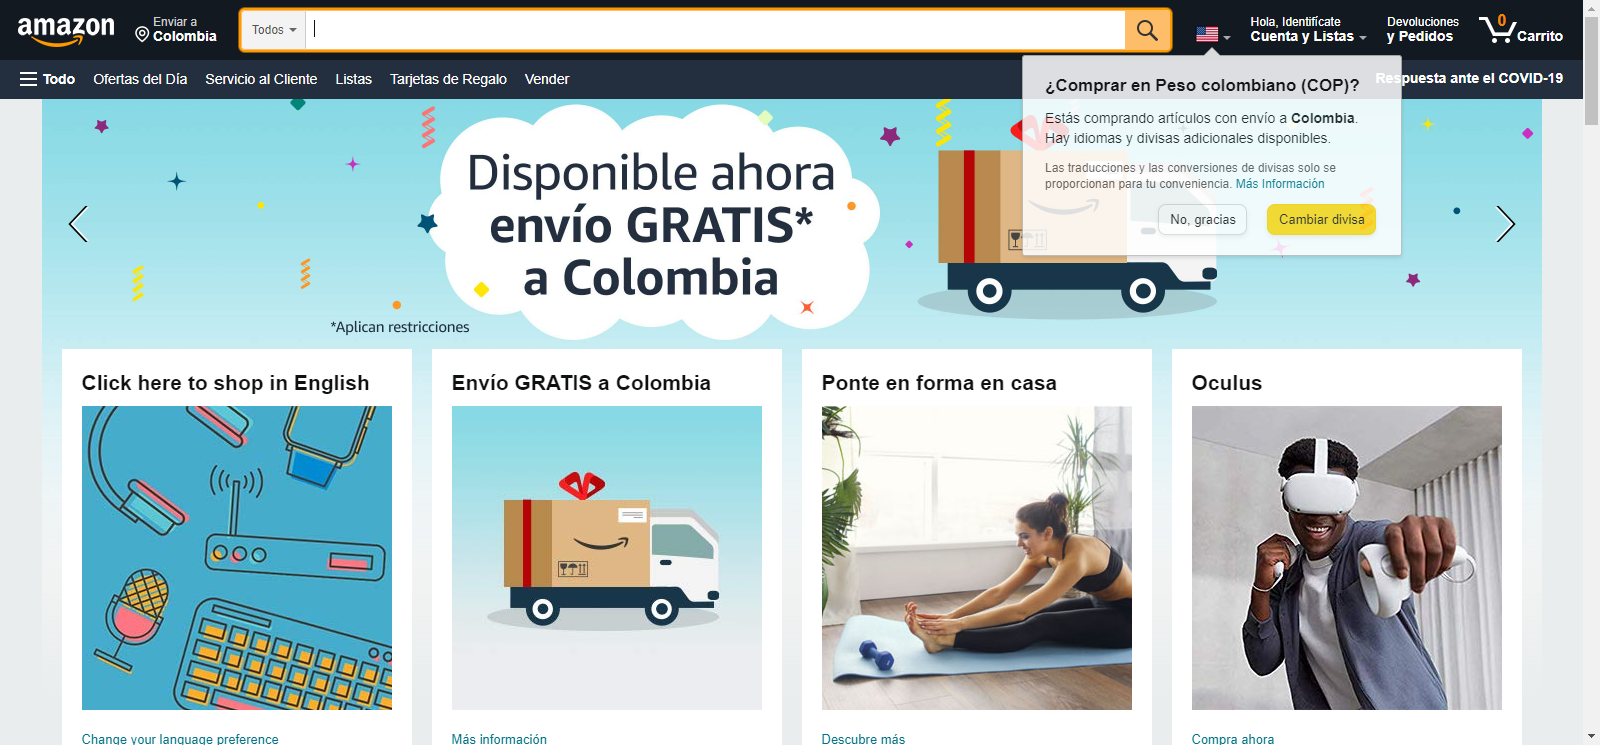 amazon
Enviar a
Colombia
Todos
Hola, Identifícate
Cuenta y Listas
Devoluciones
y Pedidos
0
Carrito
Todo
Ofertas del Día
Servicio al Cliente
Listas
Tarjetas de Regalo
Vender
Respuesta ante el COVID-19
¿Comprar en Peso colombiano (COP)?
Estás comprando artículos con envío a Colombia.
Hay idiomas y divisas adicionales disponibles.
Las traducciones y las conversiones de divisas solo se
proporcionan para tu conveniencia. Más Información
No, gracias
Cambiar divisa
Disponible ahora
envío GRATIS*
a Colombia
*Aplican restricciones
Click here to shop in English
Envío GRATIS a Colombia
Ponte en forma en casa
Oculus
Change your language preference
Más información
Descubre más
Compra ahora